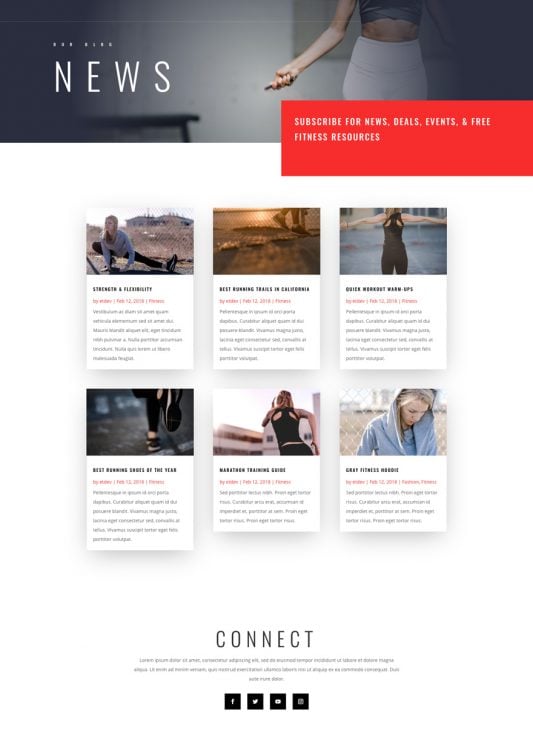 OUR BLOG
NEWS
SUBSCRIBE FOR NEWS, DEALS, EVENTS, & FREE
FITNESS RESOURCES
STRENGTH & FLEXIBILITY
by etdev | Feb 12, 2018 | Fitness
Vestibulum ac diam sit amet quam
vehicula elementum sed sit amet dui.
Mauris blandit aliquet elit, eget tincidunt
nibh pulvinar a. Nulla porttitor accumsan
tincidunt. Nulla quis lorem ut libero
malesuada feugiat.
BEST RUNNING TRAILS IN CALIFORNIA
by etdev | Feb 12, 2018 | Fitness
Pellentesque in ipsum id orci porta
dapibus. Curabitur aliquet quam id dui
posuere blandit. Vivamus magna justo,
lacinia eget consectetur sed, convallis at
tellus. Vivamus suscipit tortor eget felis
porttitor volutpat.
QUICK WORKOUT WARM-UPS
by etdev | Feb 12, 2018 | Fitness
Pellentesque in ipsum id orci porta
dapibus. Curabitur aliquet quam id dui
posuere blandit. Vivamus magna justo,
lacinia eget consectetur sed, convallis at
tellus. Vivamus suscipit tortor eget felis
porttitor volutpat.
BEST RUNNING SHOES OF THE YEAR
by etdev | Feb 12, 2018 | Fitness
Pellentesque in ipsum id orci porta
dapibus. Curabitur aliquet quam id dui
posuere blandit. Vivamus magna justo,
lacinia eget consectetur sed, convallis at
tellus. Vivamus suscipit tortor eget felis
porttitor volutpat.
MARATHON TRAINING GUIDE
by etdev | Feb 12, 2018 | Fitness
Sed porttitor lectus nibh. Proin eget tortor
risus. Curabitur arcu erat, accumsan id
imperdiet et, porttitor at sem. Proin eget
tortor risus. Proin eget tortor risus
GRAY FITNESS HOODIE
by etdev | Feb 12, 2018 | Fashion, Fitness
Sed porttitor lectus nibh. Proin eget tortor
risus. Curabitur arcu erat, accumsan id
imperdiet et, porttitor at sem. Proin eget
tortor risus. Proin eget tortor risus
CONNECT
Lorem ipsum dolor sit amet, consectetur adipiscing elit, sed do eiusmod tempor incididunt ut labore et dolore magna
aliqua. Ut enim ad minim veniam, quis nostrud exercitation ullamco laboris nisi ut aliquip ex ea commodo consequat. Duis
aute irure dolor.